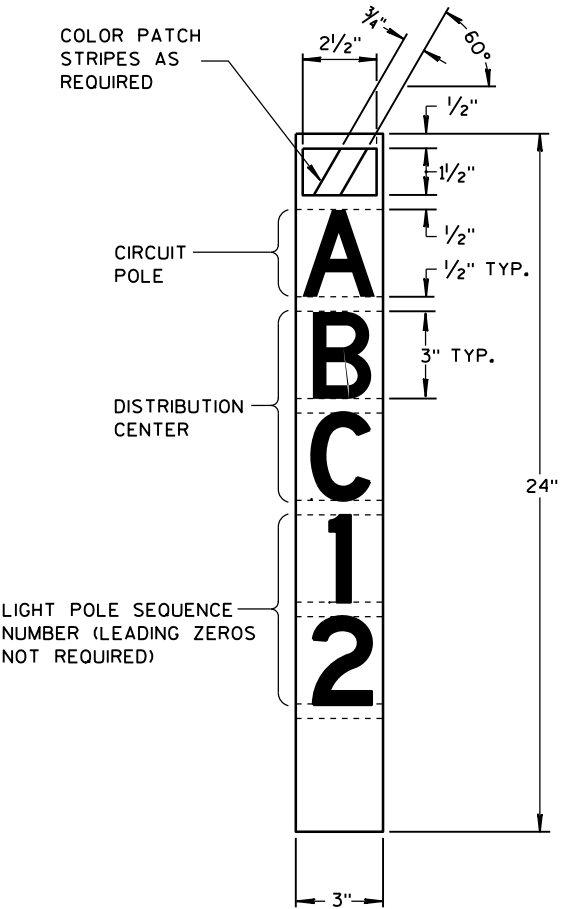 COLOR PATCH
STRIPES AS
REQUIRED
2½"
¾"
60°
½"
1½"
½"
½" TYP.
3" TYP.
CIRCUIT
POLE
A
B
DISTRIBUTION
CENTER
C
24"
1
LIGHT POLE SEQUENCE
NUMBER (LEADING ZEROS
NOT REQUIRED)
2
3"